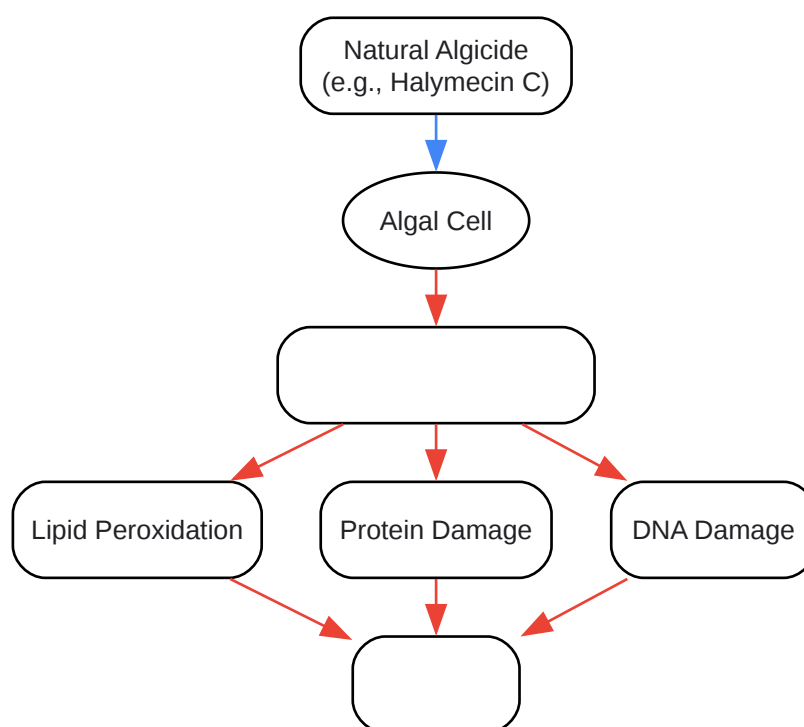 Natural Algicide
(e.g., Halymecin C)
Algal Cell
Lipid Peroxidation
Protein Damage
DNA Damage